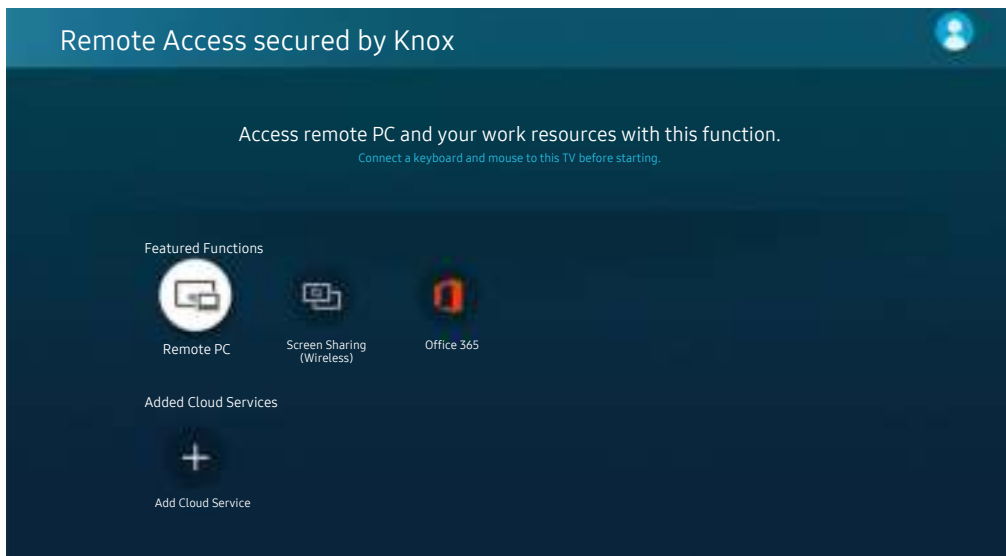 Remote Access secured by Knox
Access remote PC and your work resources with this function.
Connect a keyboard and mouse to this TV before starting.
Featured Functions
Remote PC
Screen Sharing
(Wireless)
Office 365
Added Cloud Services
Add Cloud Service